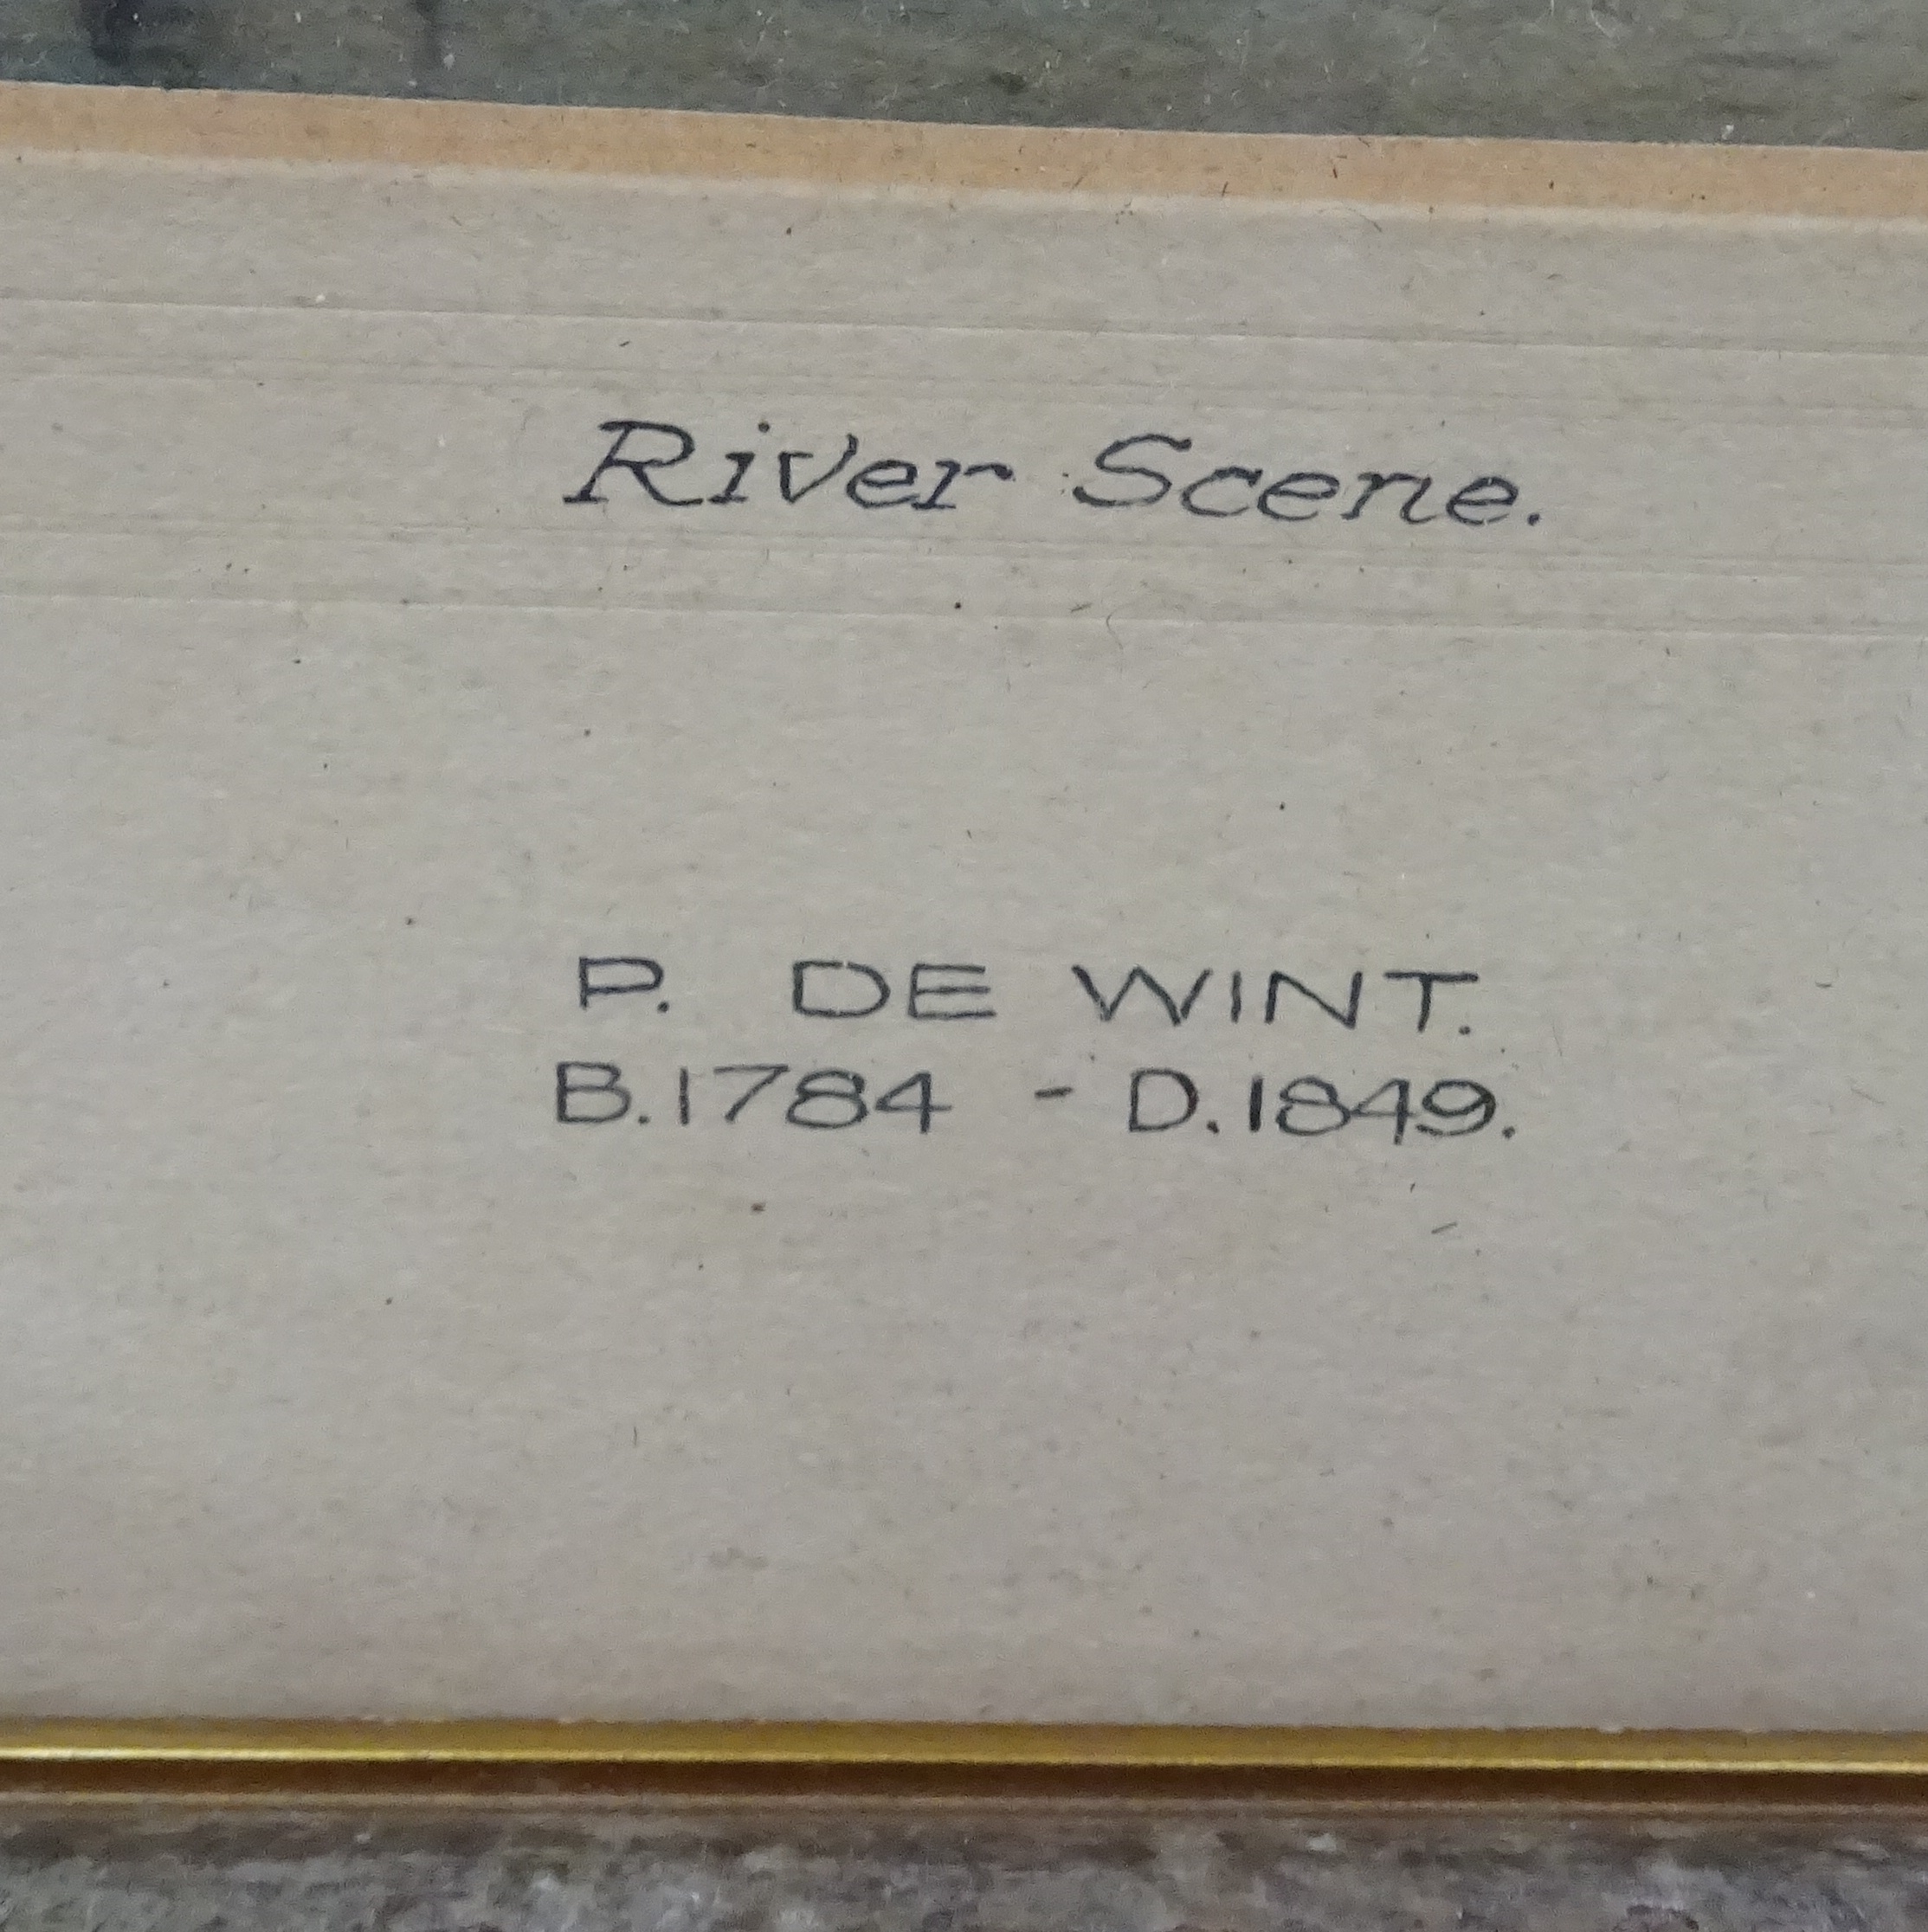 River Scene.
P. DE WINT.
B.1784 - D.1849.